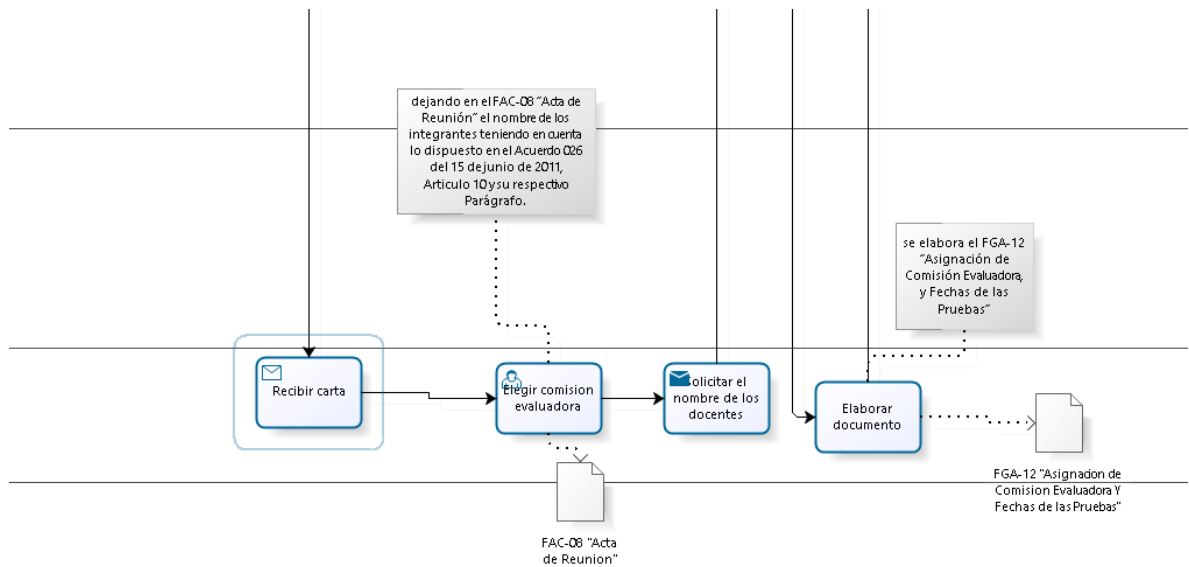 dejando en el FAC-08 "Acta de
Reunión" el nombre de los
integrantes teniendo en cuenta
lo dispuesto en el Acuerdo 026
del 15 de junio de 2011,
Articulo 10 y su respectivo
Parágrafo.
se elabora el FGA-12
"Asignación de
Comisión Evaluadora,
y Fechas de las
Pruebas"
Recibir carta
Elegir comision
evaluadora
Solicitar el
nombre de los
docentes
Elaborar
documento
FGA-12 "Asignacion de
Comision Evaluadora Y
Fechas de las Pruebas"
FAC-08 "Acta
de Reunion"